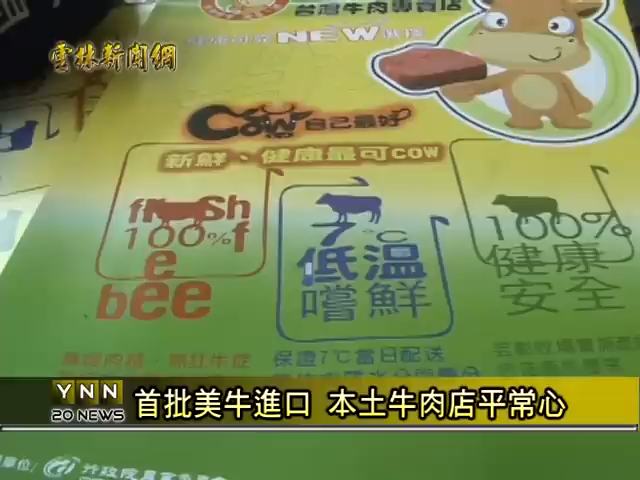 台灣牛肉專賣店
NEW
雲林新聞網
COW自己最好
新鮮、健康最可COW
fresh
100%
beef
7°C
低溫
嚐鮮
100%
健康
安全
保證7℃當日配送
YNN
20 NEWS
首批美牛進口 本土牛肉店平常心